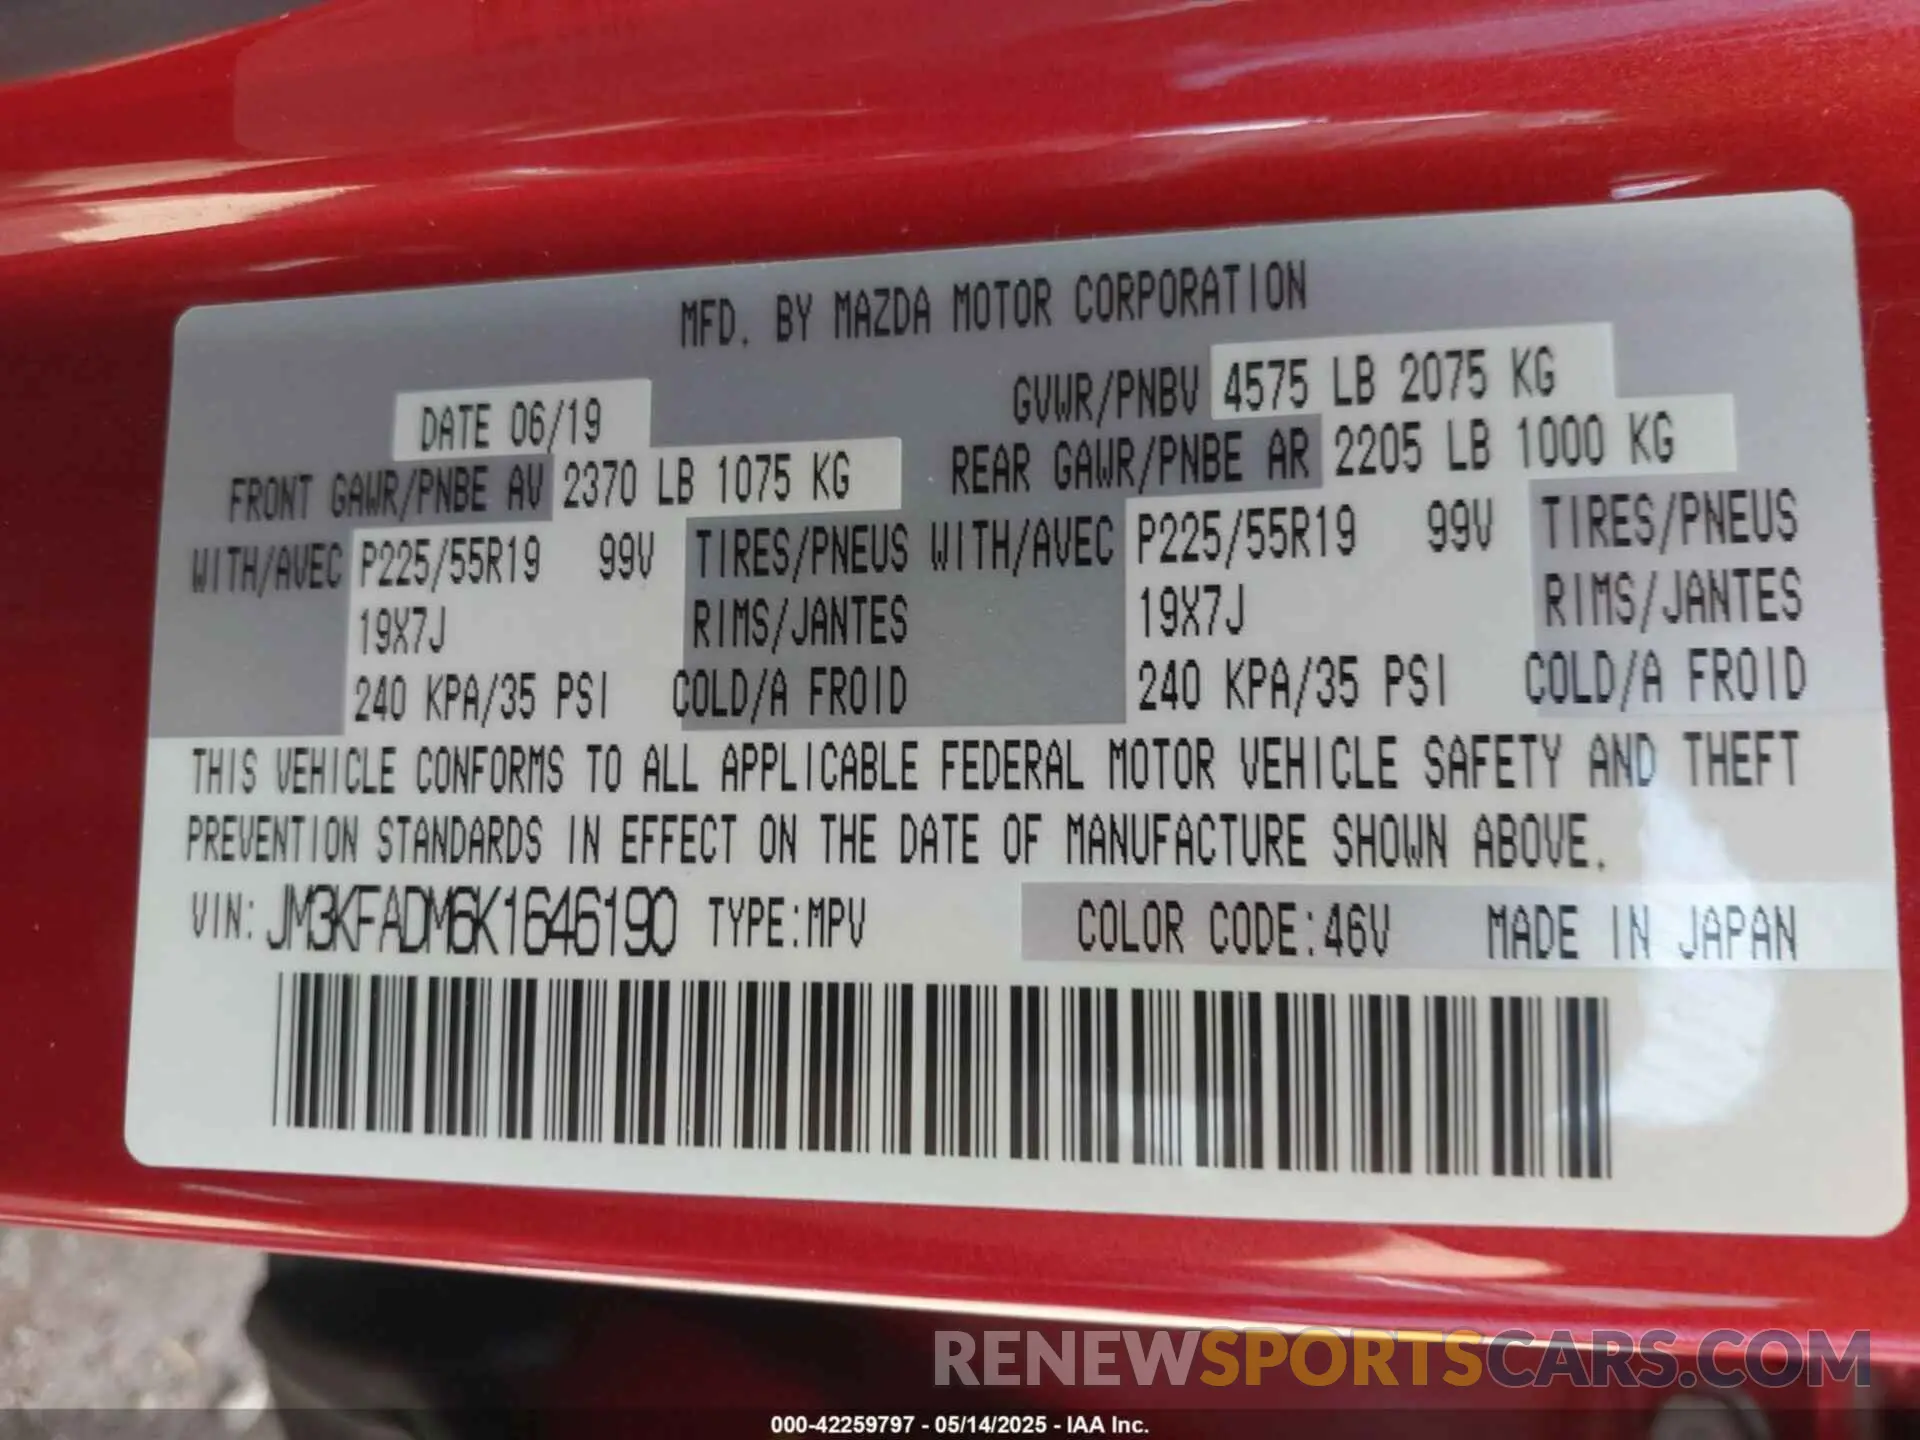 MFD. BY MAZDA MOTOR CORPORATION
DATE 06/19 GVWR/PNBV 4575 LB 2075 KG
FRONT GAWR/PNBE AV 2370 LB 1075 KG REAR GAWR/PNBE AR 2205 LB 1000 KG
WITH/AVEC P225/55R19 99V TIRES/PNEUS WITH/AVEC P225/55R19 99V TIRES/PNEUS
19X7J RIMS/JANTES 19X7J RIMS/JANTES
240 KPA/35 PSI COLD/A FROID 240 KPA/35 PSI COLD/A FROID
THIS VEHICLE CONFORMS TO ALL APPLICABLE FEDERAL MOTOR VEHICLE SAFETY AND THEFT
PREVENTION STANDARDS IN EFFECT ON THE DATE OF MANUFACTURE SHOWN ABOVE.
VIN: JM3KFADM6K1646190 TYPE:MPV COLOR CODE:46V MADE IN JAPAN
RENEWSPORTSCARS.COM
000-42259797 - 05/14/2025 - IAA Inc.